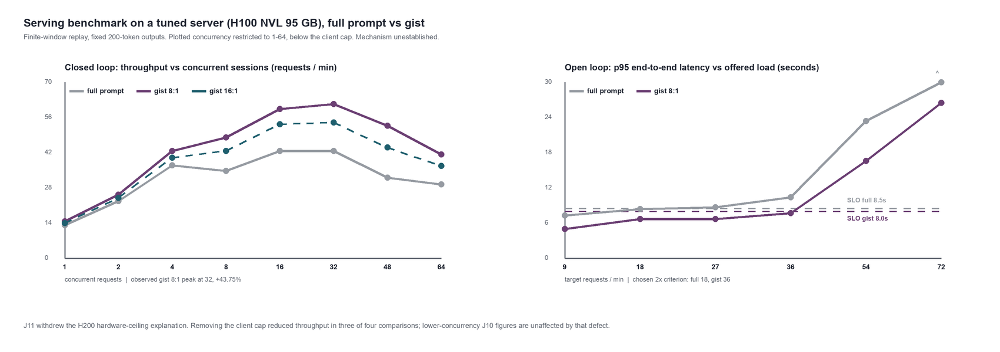 Serving benchmark on a tuned server (H100 NVL 95 GB), full prompt vs gist
Finite-window replay, fixed 200-token outputs. Plotted concurrency restricted to 1-64, below the client cap. Mechanism unestablished.
Closed loop: throughput vs concurrent sessions (requests / min)
70
full prompt
gist 8:1
gist 16:1
56
42
28
14
0
1 2 4 8 16 32 48 64
concurrent requests | observed gist 8:1 peak at 32, +43.75%
Open loop: p95 end-to-end latency vs offered load (seconds)
^
30
full prompt
gist 8:1
24
18
12
SLO full 8.5s
SLO gist 8.0s
6
0
9 18 27 36 54 72
target requests / min | chosen 2x criterion: full 18, gist 36
J11 withdrew the H200 hardware-ceiling explanation. Removing the client cap reduced throughput in three of four comparisons; lower-concurrency J10 figures are unaffected by that defect.